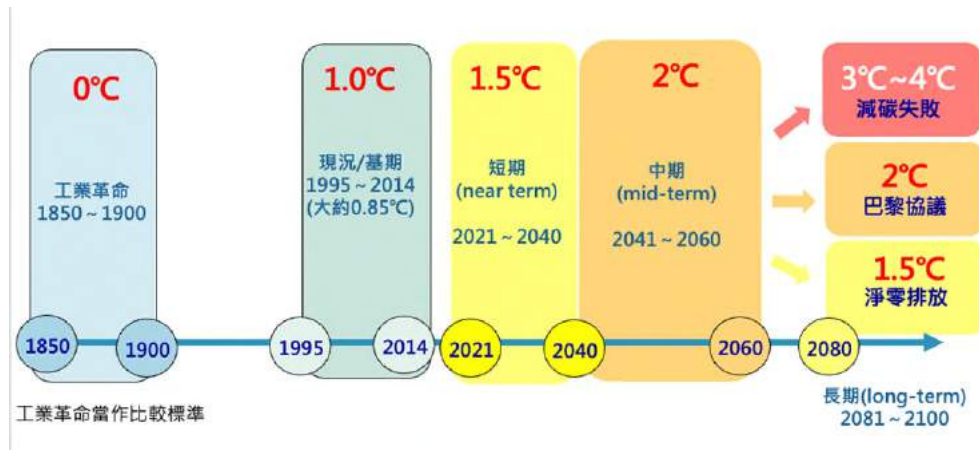 0℃
工業革命
1850～1900
1.0℃
現況/基期
1995～2014
(大約0.85℃)
1.5℃
短期
(near term)
2021～2040
2℃
中期
(mid-term)
2041～2060
3℃~4℃
減碳失敗
2℃
巴黎協議
1.5℃
淨零排放
1850
1900
1995
2014
2021
2040
2060
2080
工業革命當作比較標準
長期(long-term)
2081～2100